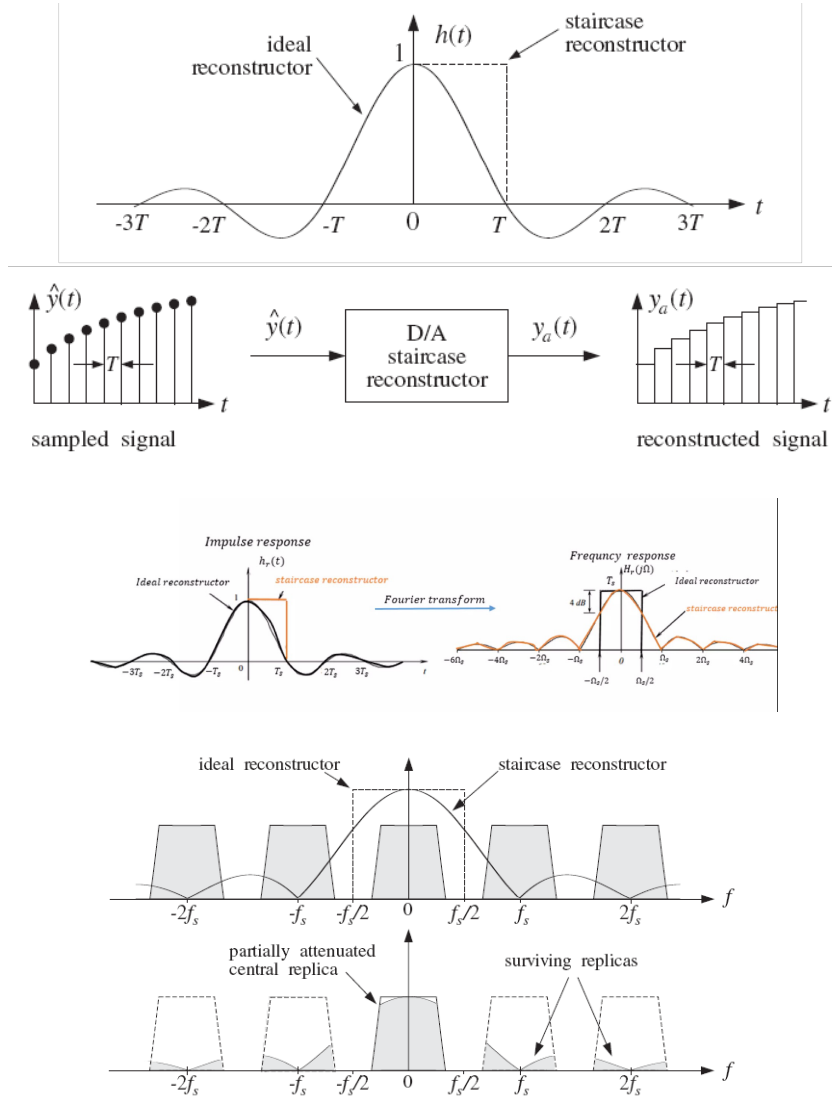 h(t)
staircase
reconstructor
ideal
reconstructor
1
-3T -2T -T 0 T 2T 3T t
ŷ(t)
T
t
sampled signal
ŷ(t)
D/A
staircase
reconstructor
yₐ(t)
yₐ(t)
T
t
reconstructed signal
Impulse response
hᵣ(t)
Ideal reconstructor
staircase reconstructor
1
−3Tₛ −2Tₛ −Tₛ 0 Tₛ 2Tₛ 3Tₛ t
Fourier transform
Frequncy response
Hᵣ(jΩ)
Tₛ
Ideal reconstructor
4 dB
staircase reconstruct
−6Ωₛ −4Ωₛ −2Ωₛ −Ωₛ 0 Ωₛ 2Ωₛ 4Ωₛ
−Ωₛ/2 Ωₛ/2
ideal reconstructor
staircase reconstructor
-2fₛ -fₛ -fₛ/2 0 fₛ/2 fₛ 2fₛ f
partially attenuated
central replica
surviving replicas
-2fₛ -fₛ -fₛ/2 0 fₛ/2 fₛ 2fₛ f